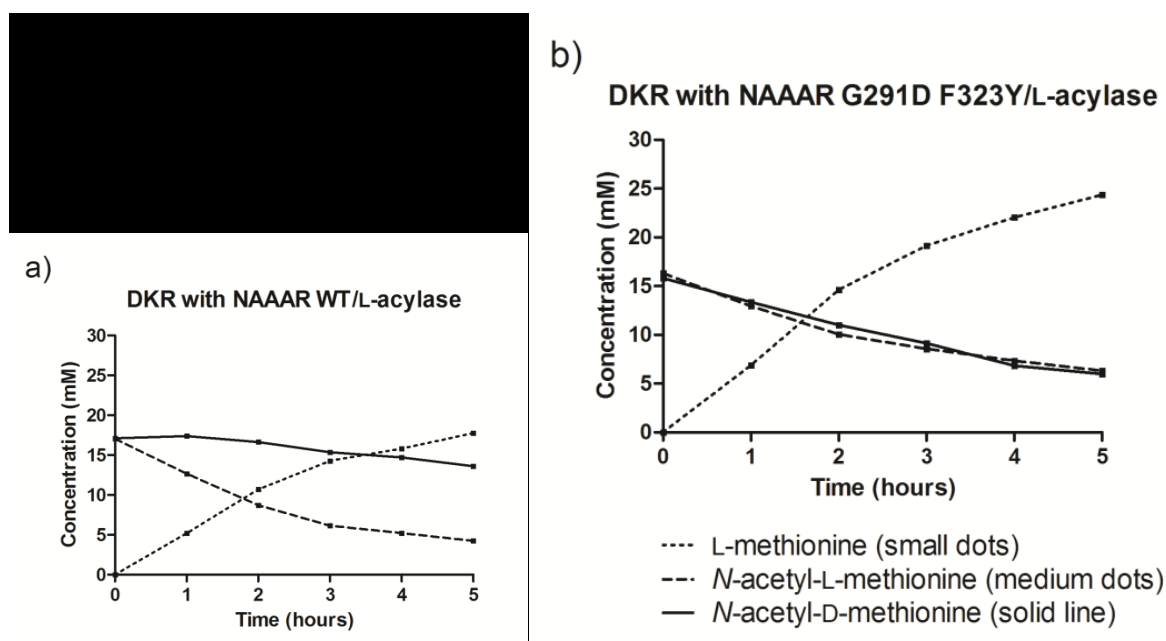 a)
DKR with NAAAR WT/L-acylase
Concentration (mM)
30
25
20
15
10
5
0
0 1 2 3 4 5
Time (hours)
b)
DKR with NAAAR G291D F323Y/L-acylase
Concentration (mM)
30
25
20
15
10
5
0
0 1 2 3 4 5
Time (hours)
L-methionine (small dots)
N-acetyl-L-methionine (medium dots)
N-acetyl-D-methionine (solid line)